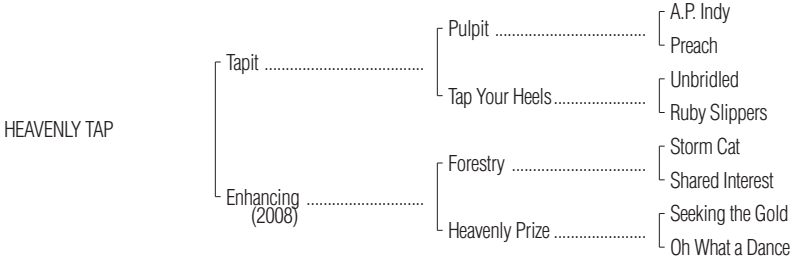 A.P. Indy
Pulpit ......................................
Preach
Tapit ........................................
Unbridled
Tap Your Heels .......................
Ruby Slippers
HEAVENLY TAP
Storm Cat
Forestry ..................................
Shared Interest
Enhancing .............................
(2008)
Seeking the Gold
Heavenly Prize .......................
Oh What a Dance